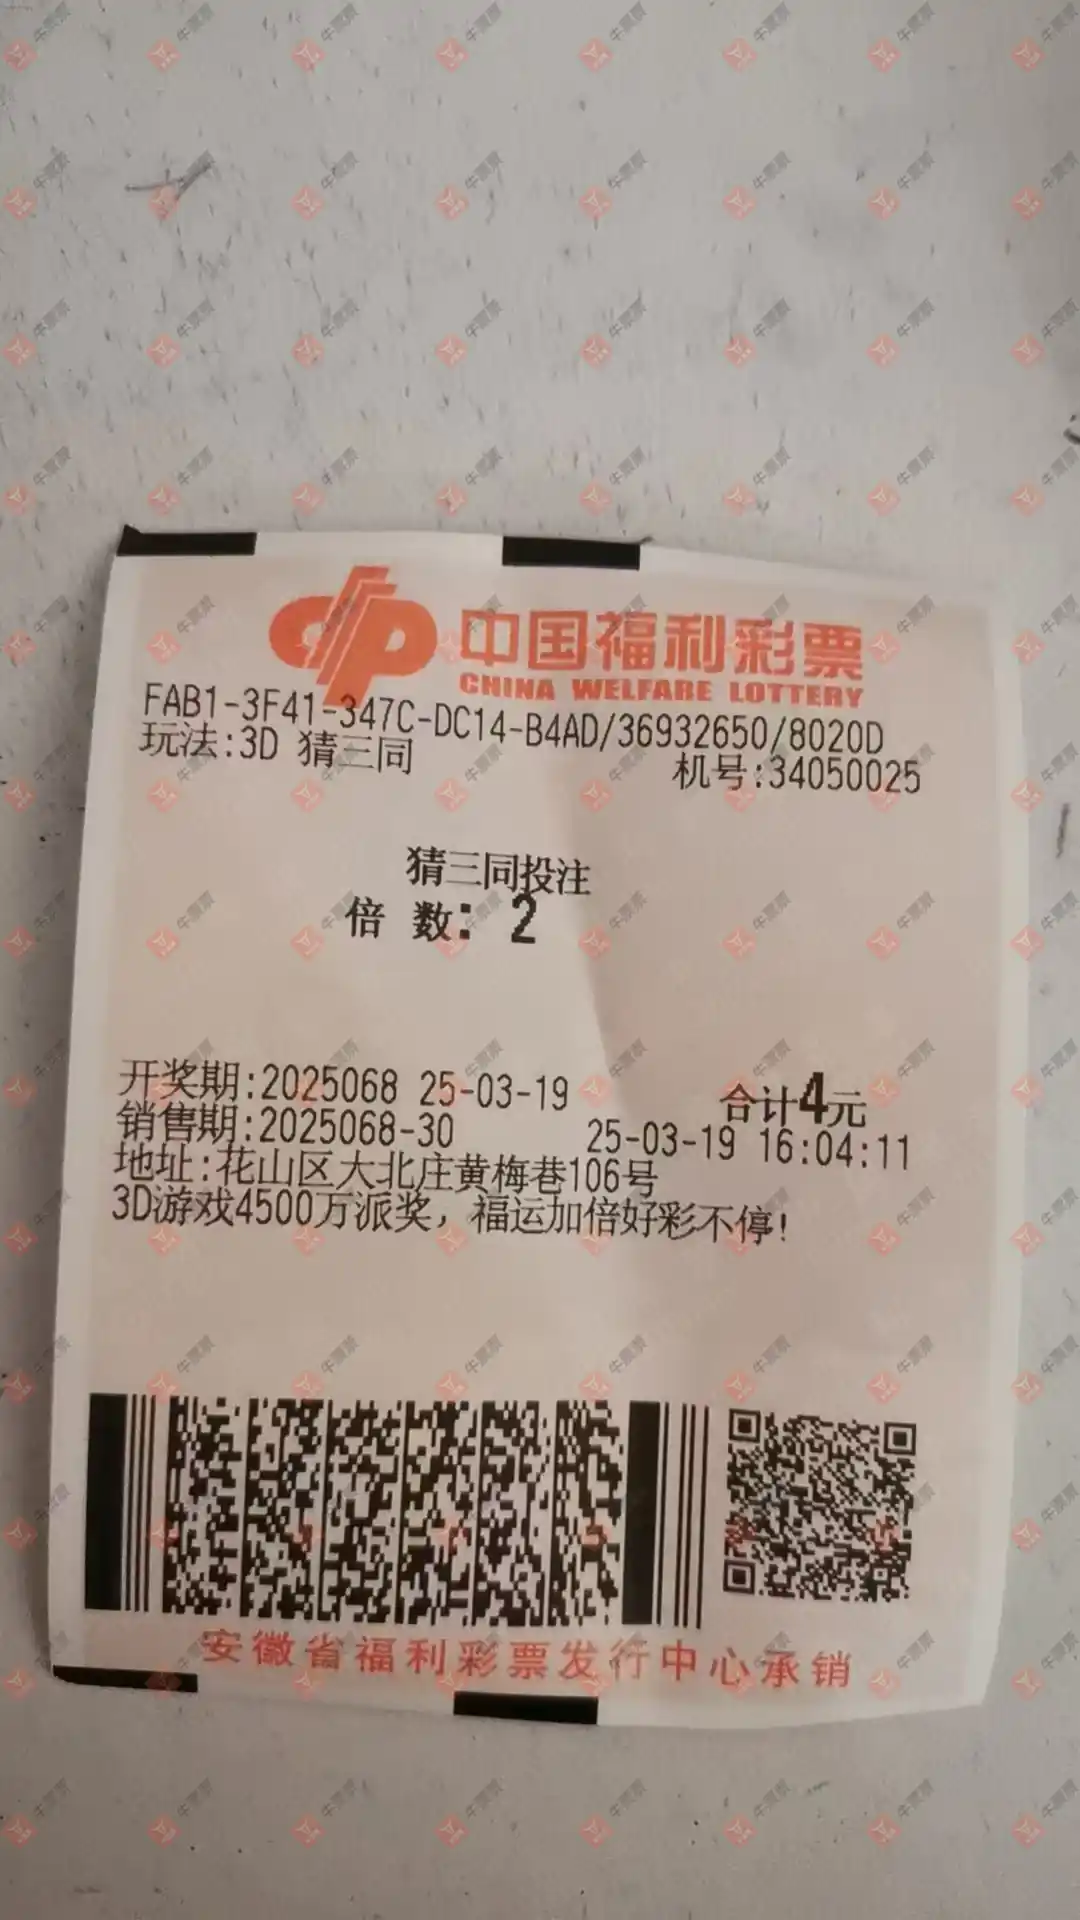 中国福利彩票
CHINA WELFARE LOTTERY
FAB1-3F41-347C-DC14-B4AD/36932650/8020D
玩法:3D 猜三同 机号:34050025
猜三同投注
倍 数: 2
开奖期:2025068 25-03-19 合计4元
销售期:2025068-30 25-03-19 16:04:11
地址:花山区大北庄黄梅巷106号
3D游戏4500万派奖，福运加倍好彩不停!
安徽省福利彩票发行中心承销
牛票票